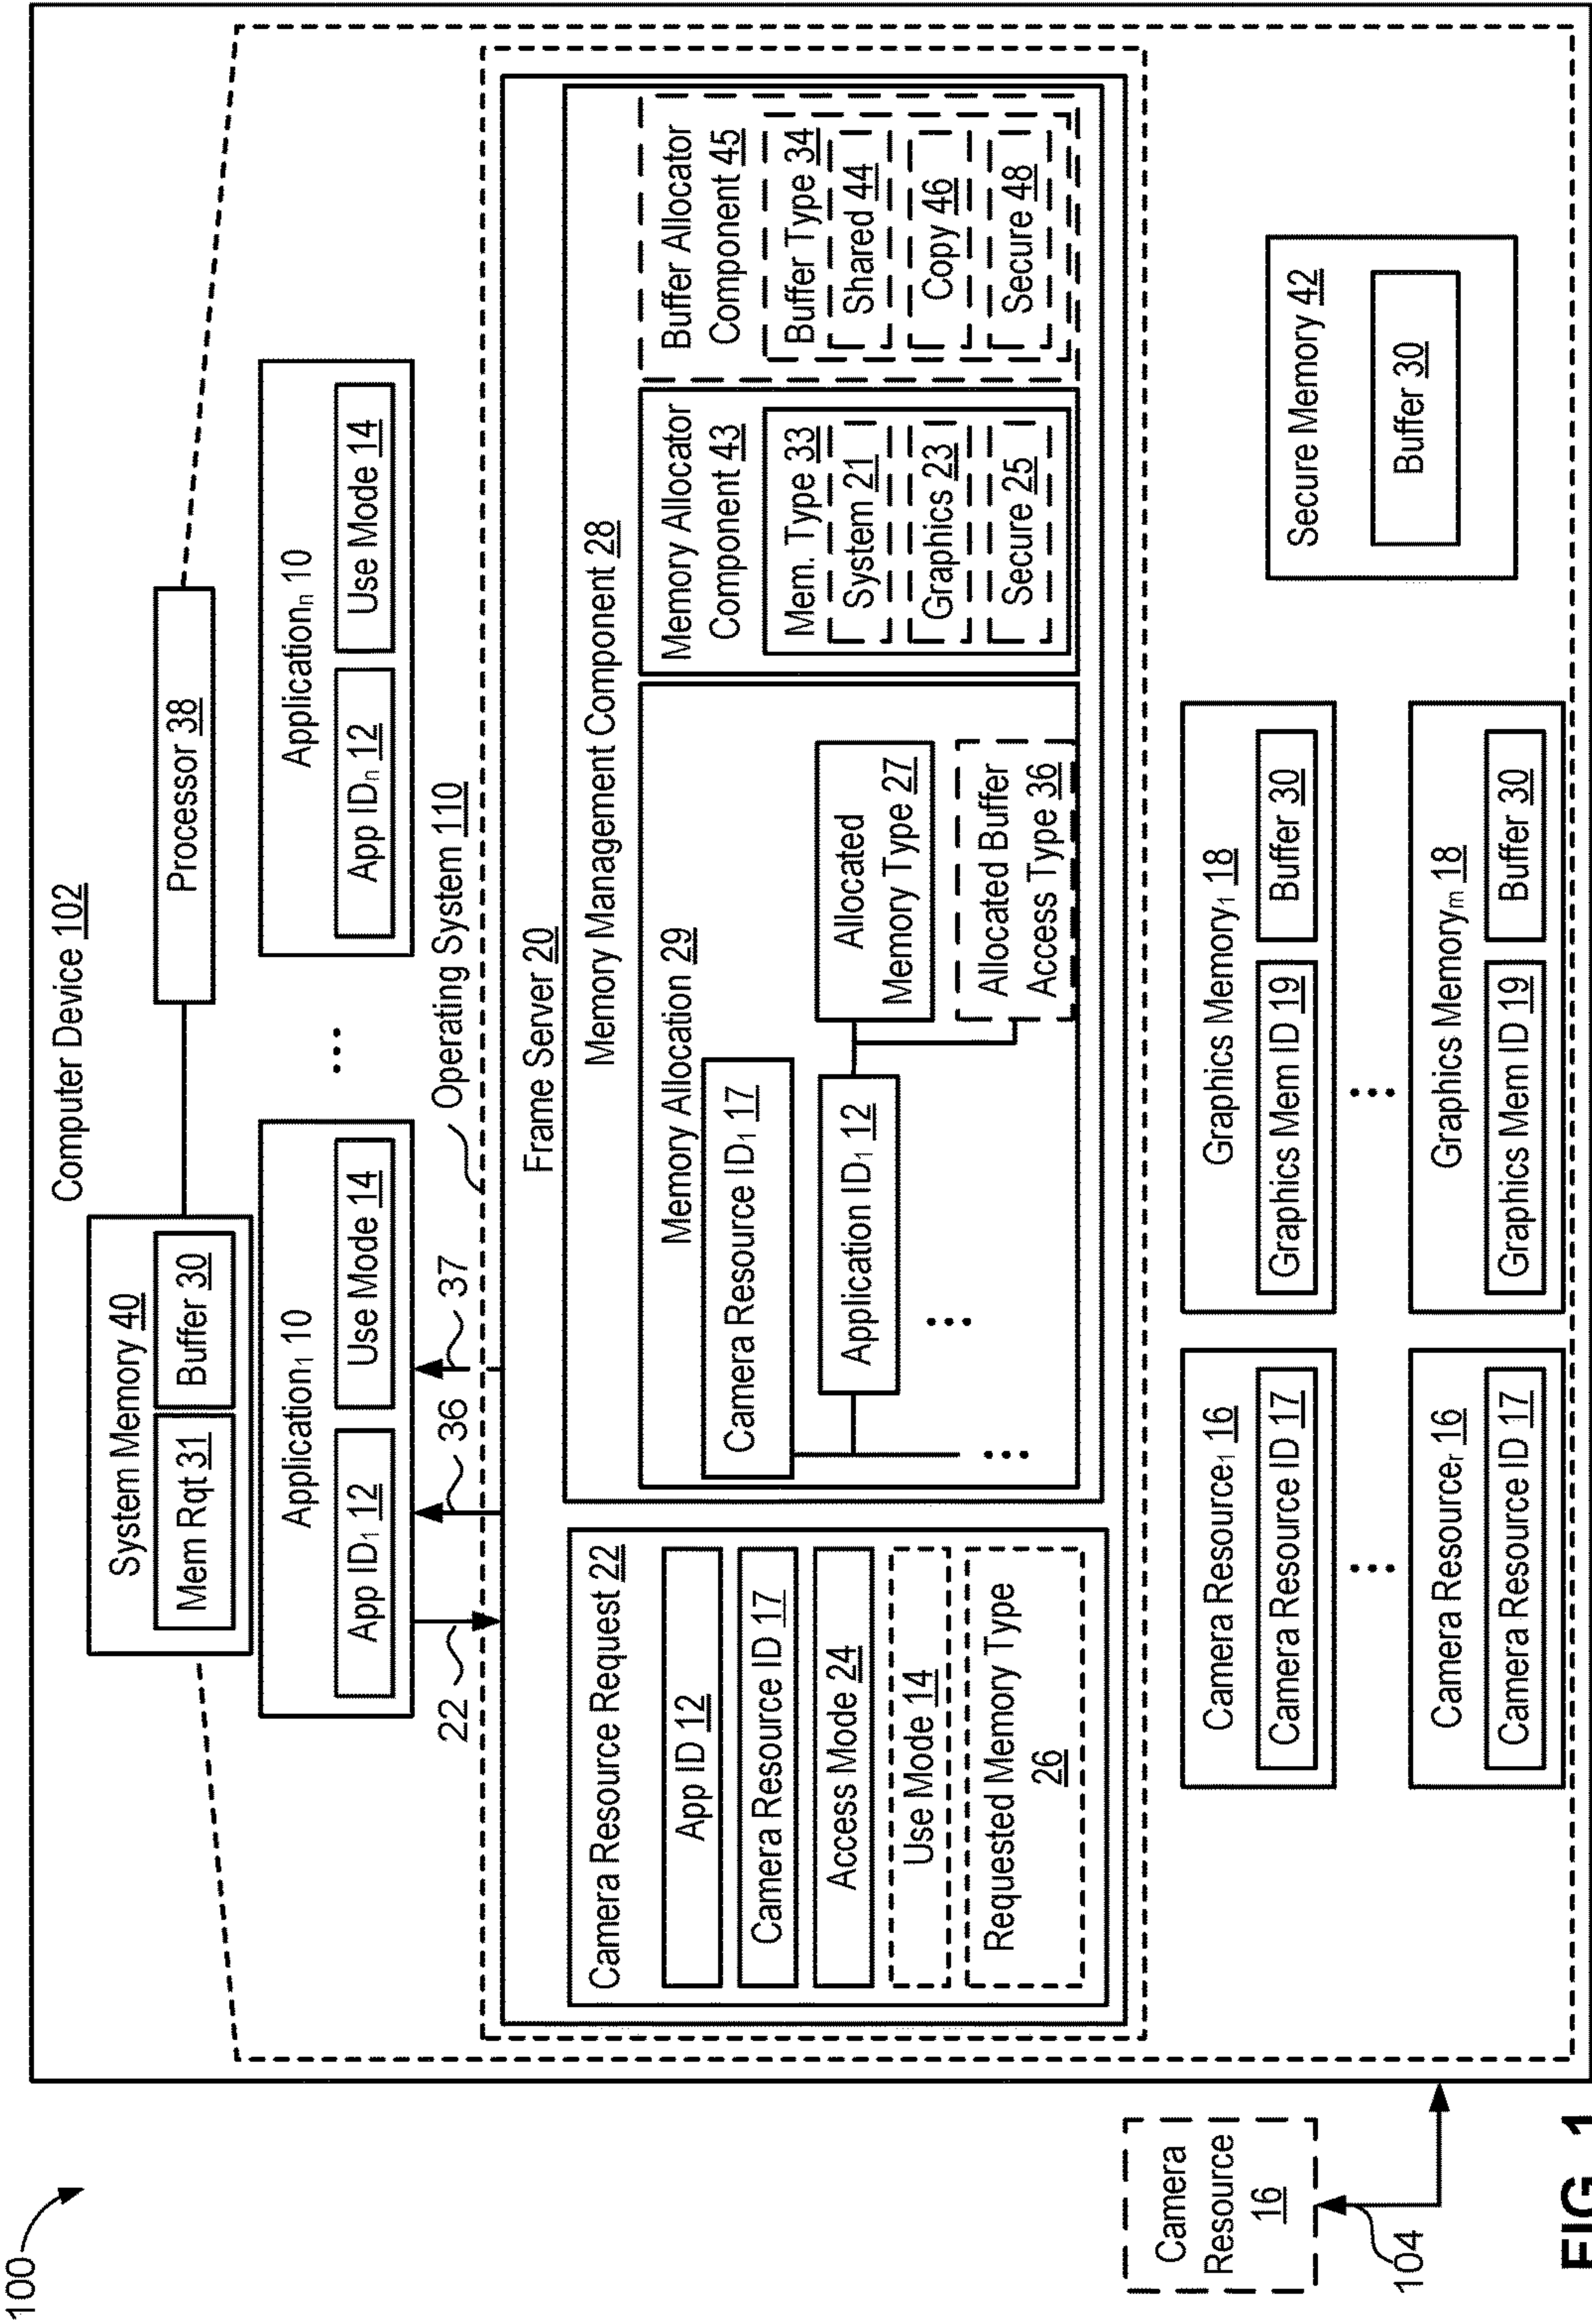 100
Computer Device 102
System Memory 40
Mem Rqt 31
Buffer 30
Processor 38
Application1 10
App ID1 12
Use Mode 14
...
Applicationn 10
App IDn 12
Use Mode 14
22
36
37
Operating System 110
Frame Server 20
Camera Resource Request 22
App ID 12
Camera Resource ID 17
Access Mode 24
Use Mode 14
Requested Memory Type
26
Memory Management Component 28
Memory Allocation 29
Camera Resource ID1 17
Application ID1 12
...
...
Allocated
Memory Type 27
Allocated Buffer
Access Type 36
Memory Allocator
Component 43
Mem. Type 33
System 21
Graphics 23
Secure 25
Buffer Allocator
Component 45
Buffer Type 34
Shared 44
Copy 46
Secure 48
Camera Resource1 16
Camera Resource ID 17
...
Camera Resourcer 16
Camera Resource ID 17
Graphics Memory1 18
Graphics Mem ID 19
Buffer 30
...
Graphics Memorym 18
Graphics Mem ID 19
Buffer 30
Secure Memory 42
Buffer 30
Camera
Resource
16
104
FIG. 1